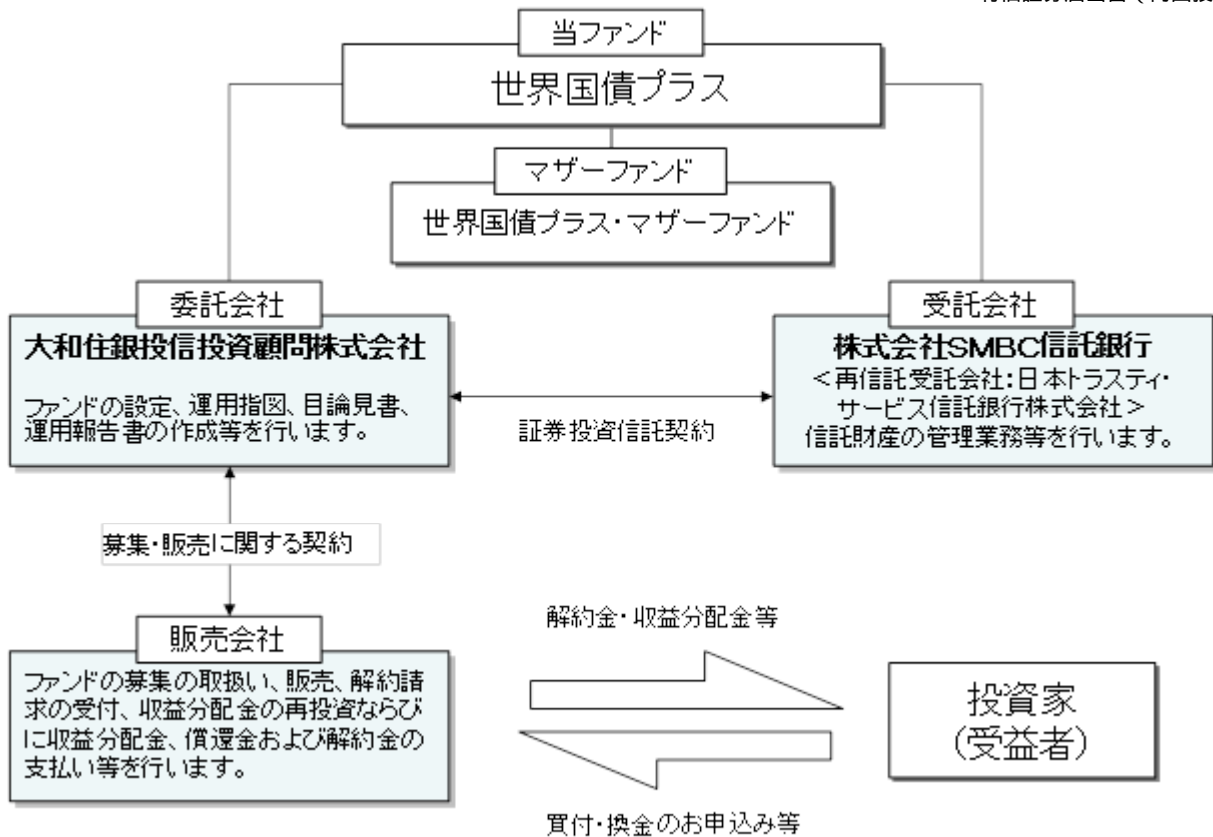 当ファンド
世界国債プラス
マザーファンド
世界国債プラス・マザーファンド
委託会社
大和住銀投信投資顧問株式会社
ファンドの設定、運用指図、目論見書、
運用報告書の作成等を行います。
証券投資信託契約
受託会社
株式会社SMBC信託銀行
<再信託受託会社:日本トラスティ・
サービス信託銀行株式会社>
信託財産の管理業務等を行います。
募集・販売に関する契約
販売会社
ファンドの募集の取扱い、販売、解約請
求の受付、収益分配金の再投資ならび
に収益分配金、償還金および解約金の
支払い等を行います。
解約金・収益分配金等
買付・換金のお申込み等
投資家
(受益者)